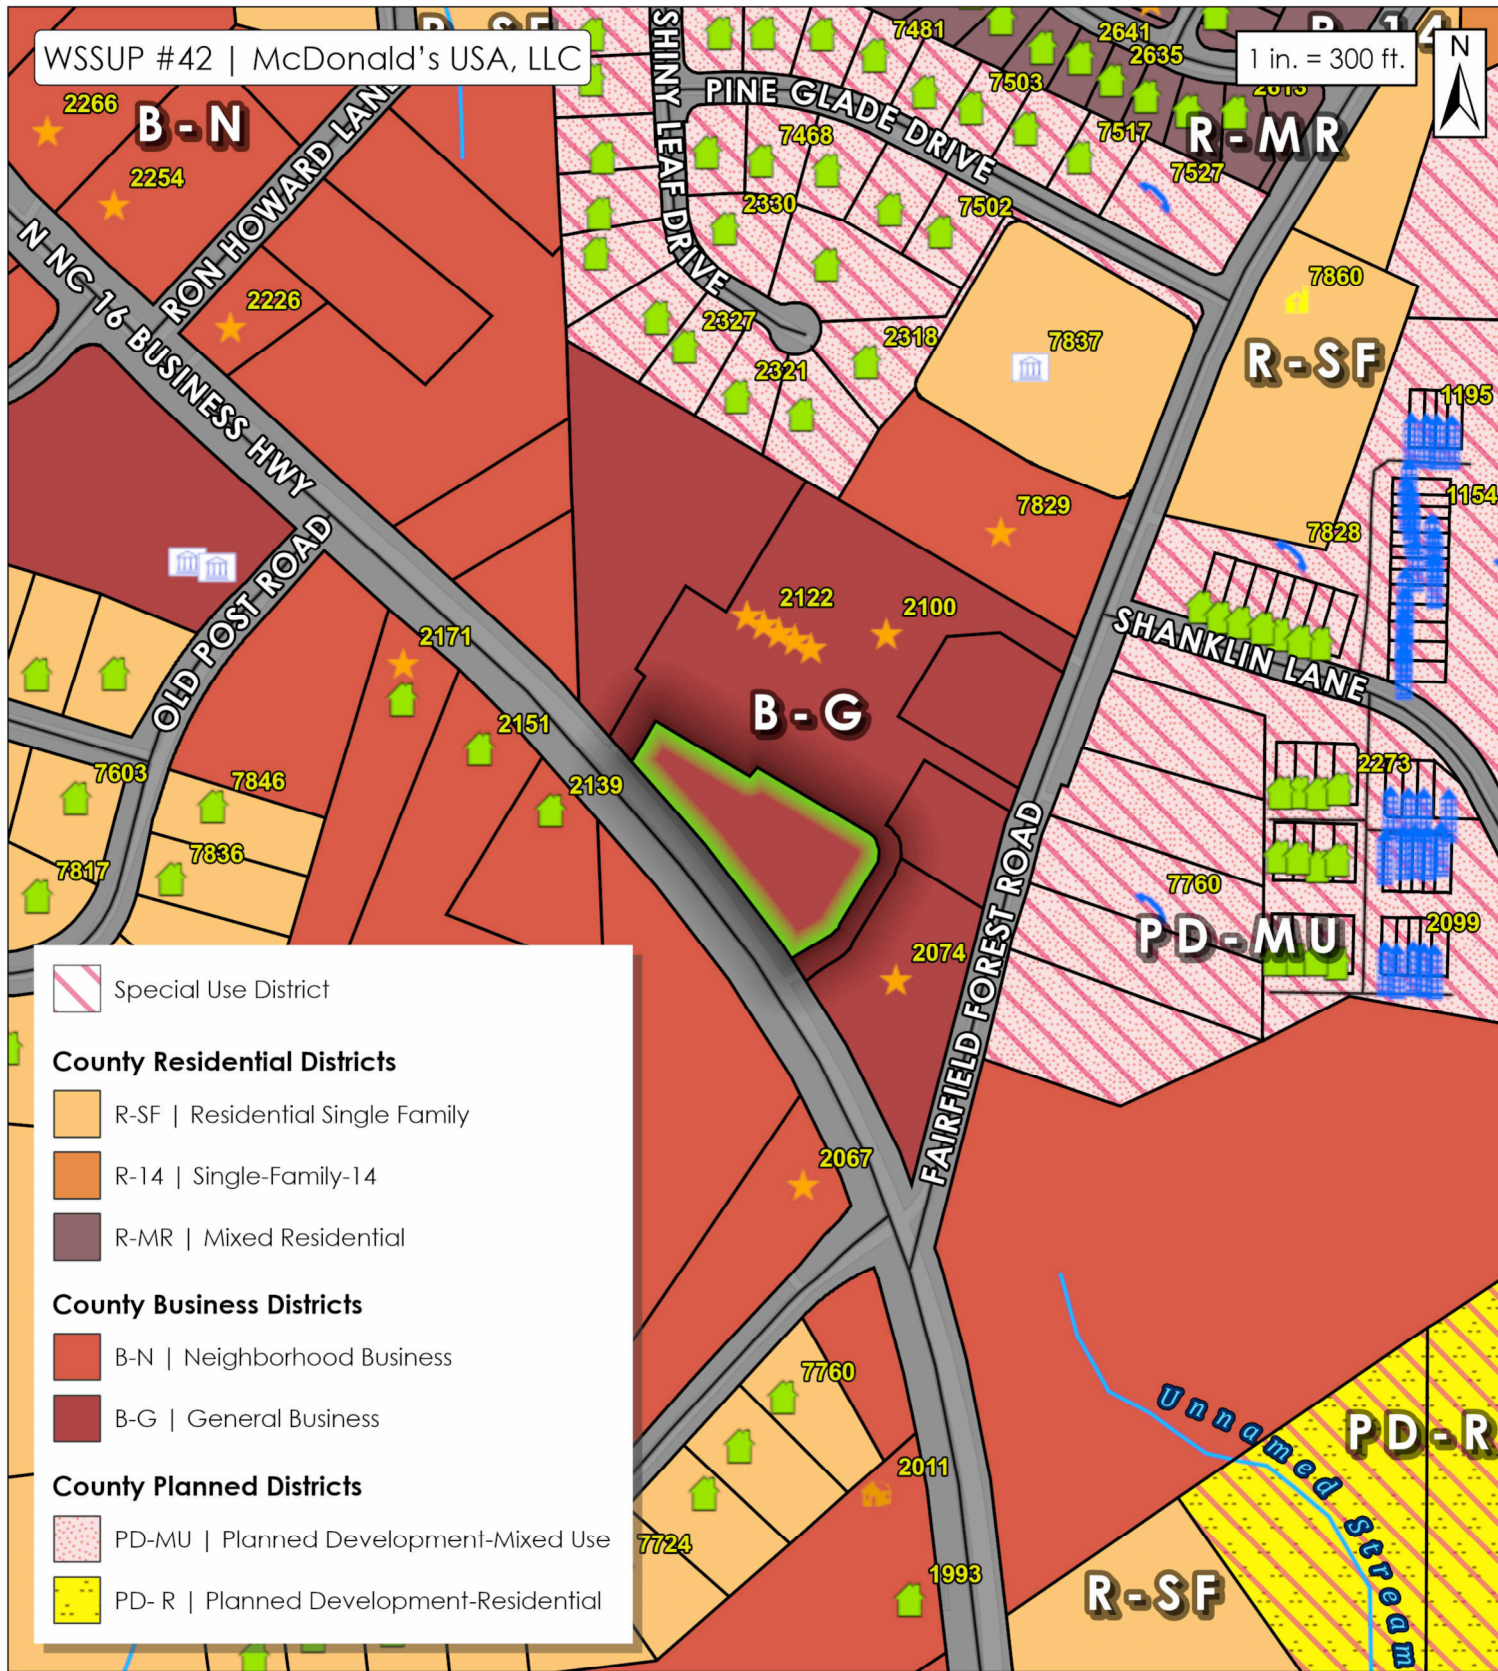 WSSUP #42 | McDonald's USA, LLC
1 in. = 300 ft.
N
R-SF
R-14
7481
2641
2635
2613
7503
2266
B-N
PINE GLADE DRIVE
SHINY LEAF DRIVE
7468
7517
R-MR
7527
2254
RON HOWARD LANE
2330
7502
N NC 16 BUSINESS HWY
2226
2327
2318
7837
7860
R-SF
2321
1195
1154
7829
7828
OLD POST ROAD
2122
2100
SHANKLIN LANE
2171
2151
B-G
2139
7603
7846
2273
7836
7817
7760
2099
PD-MU
2074
FAIRFIELD FOREST ROAD
Special Use District
County Residential Districts
R-SF | Residential Single Family
R-14 | Single-Family-14
R-MR | Mixed Residential
County Business Districts
B-N | Neighborhood Business
B-G | General Business
County Planned Districts
PD-MU | Planned Development-Mixed Use
PD- R | Planned Development-Residential
2067
7760
2011
7724
1993
Unnamed Stream
PD-R
R-SF